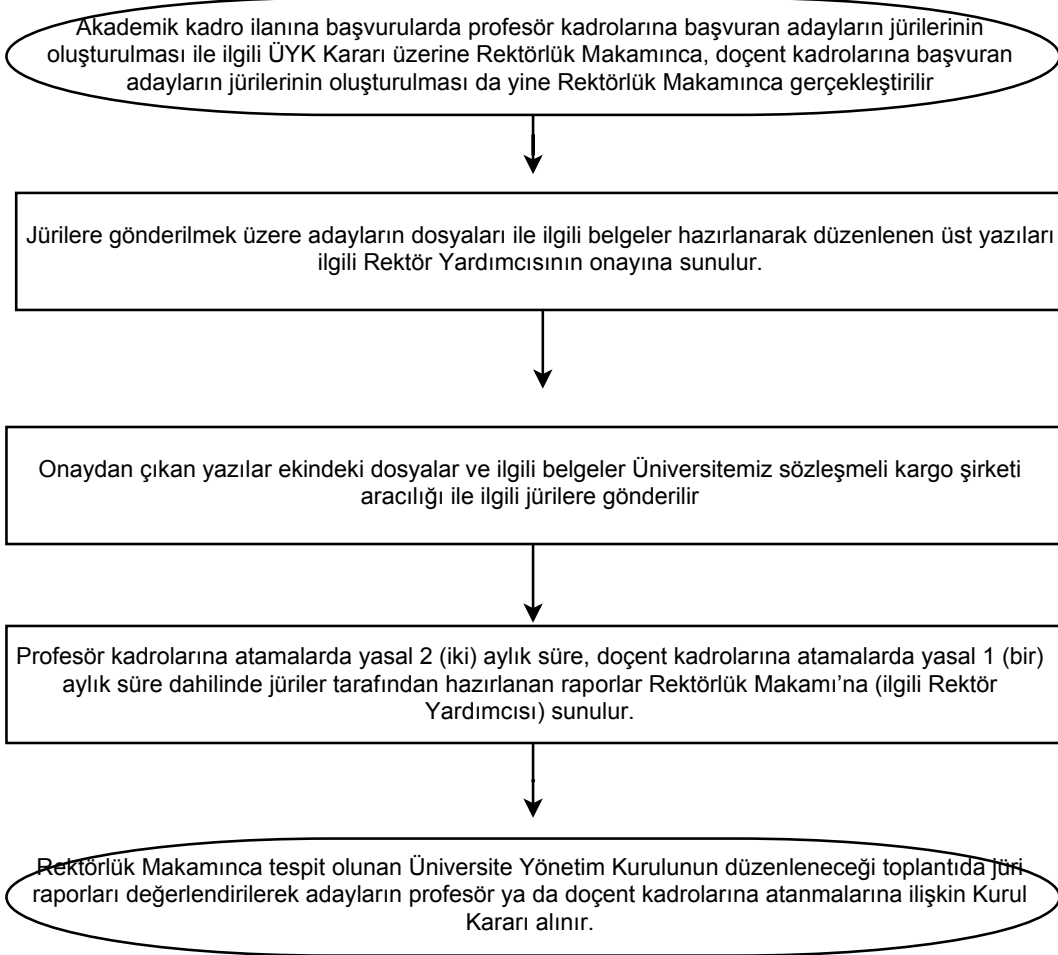 Akademik kadro ilanına başvurularda profesör kadrolarına başvuran adayların jürilerinin
oluşturulması ile ilgili ÜYK Kararı üzerine Rektörlük Makamınca, doçent kadrolarına başvuran
adayların jürilerinin oluşturulması da yine Rektörlük Makamınca gerçekleştirilir
Jürilere gönderilmek üzere adayların dosyaları ile ilgili belgeler hazırlanarak düzenlenen üst yazıları
ilgili Rektör Yardımcısının onayına sunulur.
Onaydan çıkan yazılar ekindeki dosyalar ve ilgili belgeler Üniversitemiz sözleşmeli kargo şirketi
aracılığı ile ilgili jürilere gönderilir
Profesör kadrolarına atamalarda yasal 2 (iki) aylık süre, doçent kadrolarına atamalarda yasal 1 (bir)
aylık süre dahilinde jüriler tarafından hazırlanan raporlar Rektörlük Makamı’na (ilgili Rektör
Yardımcısı) sunulur.
Rektörlük Makamınca tespit olunan Üniversite Yönetim Kurulunun düzenleneceği toplantıda jüri
raporları değerlendirilerek adayların profesör ya da doçent kadrolarına atanmalarına ilişkin Kurul
Kararı alınır.